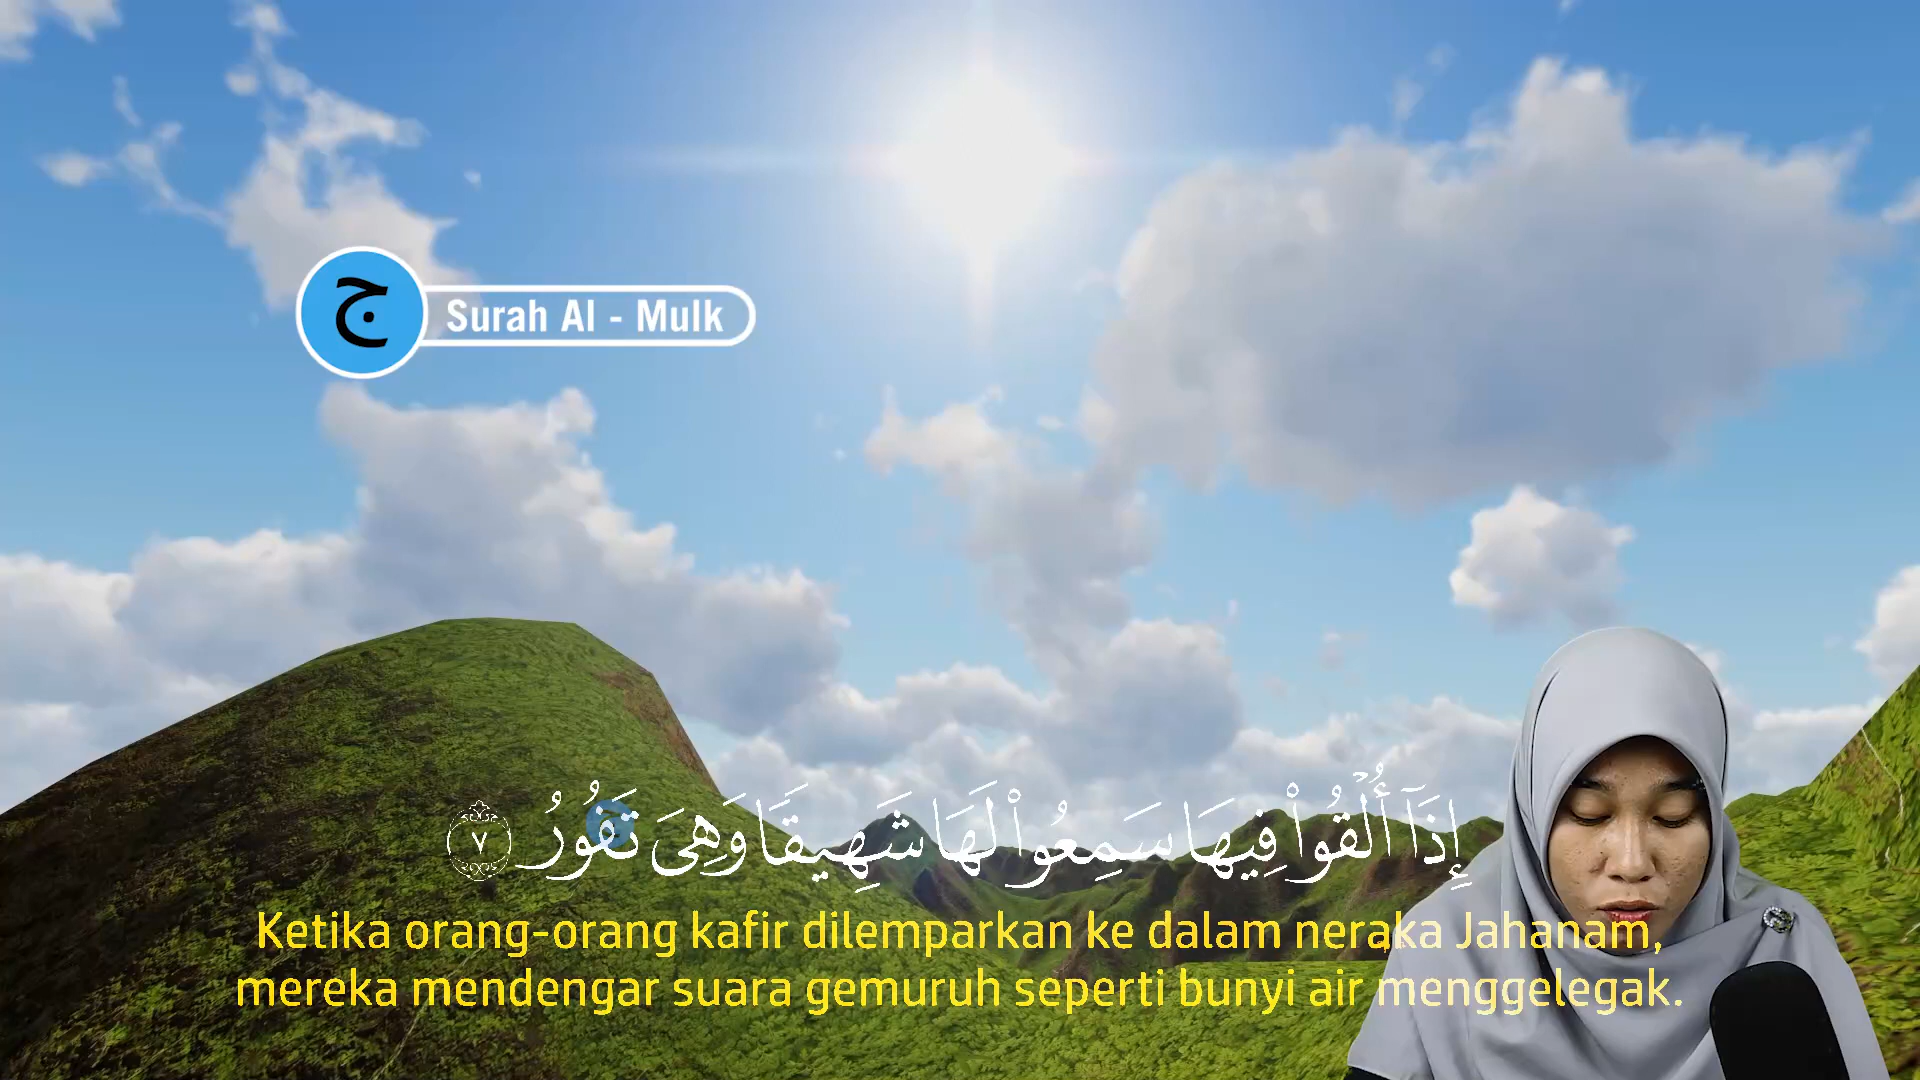 ج
Surah Al - Mulk
إِذَآ أُلْقُوا۟ فِيهَا سَمِعُوا۟ لَهَا شَهِيقًا وَهِىَ تَفُورُ ٧
Ketika orang-orang kafir dilemparkan ke dalam neraka Jahanam,
mereka mendengar suara gemuruh seperti bunyi air menggelegak.